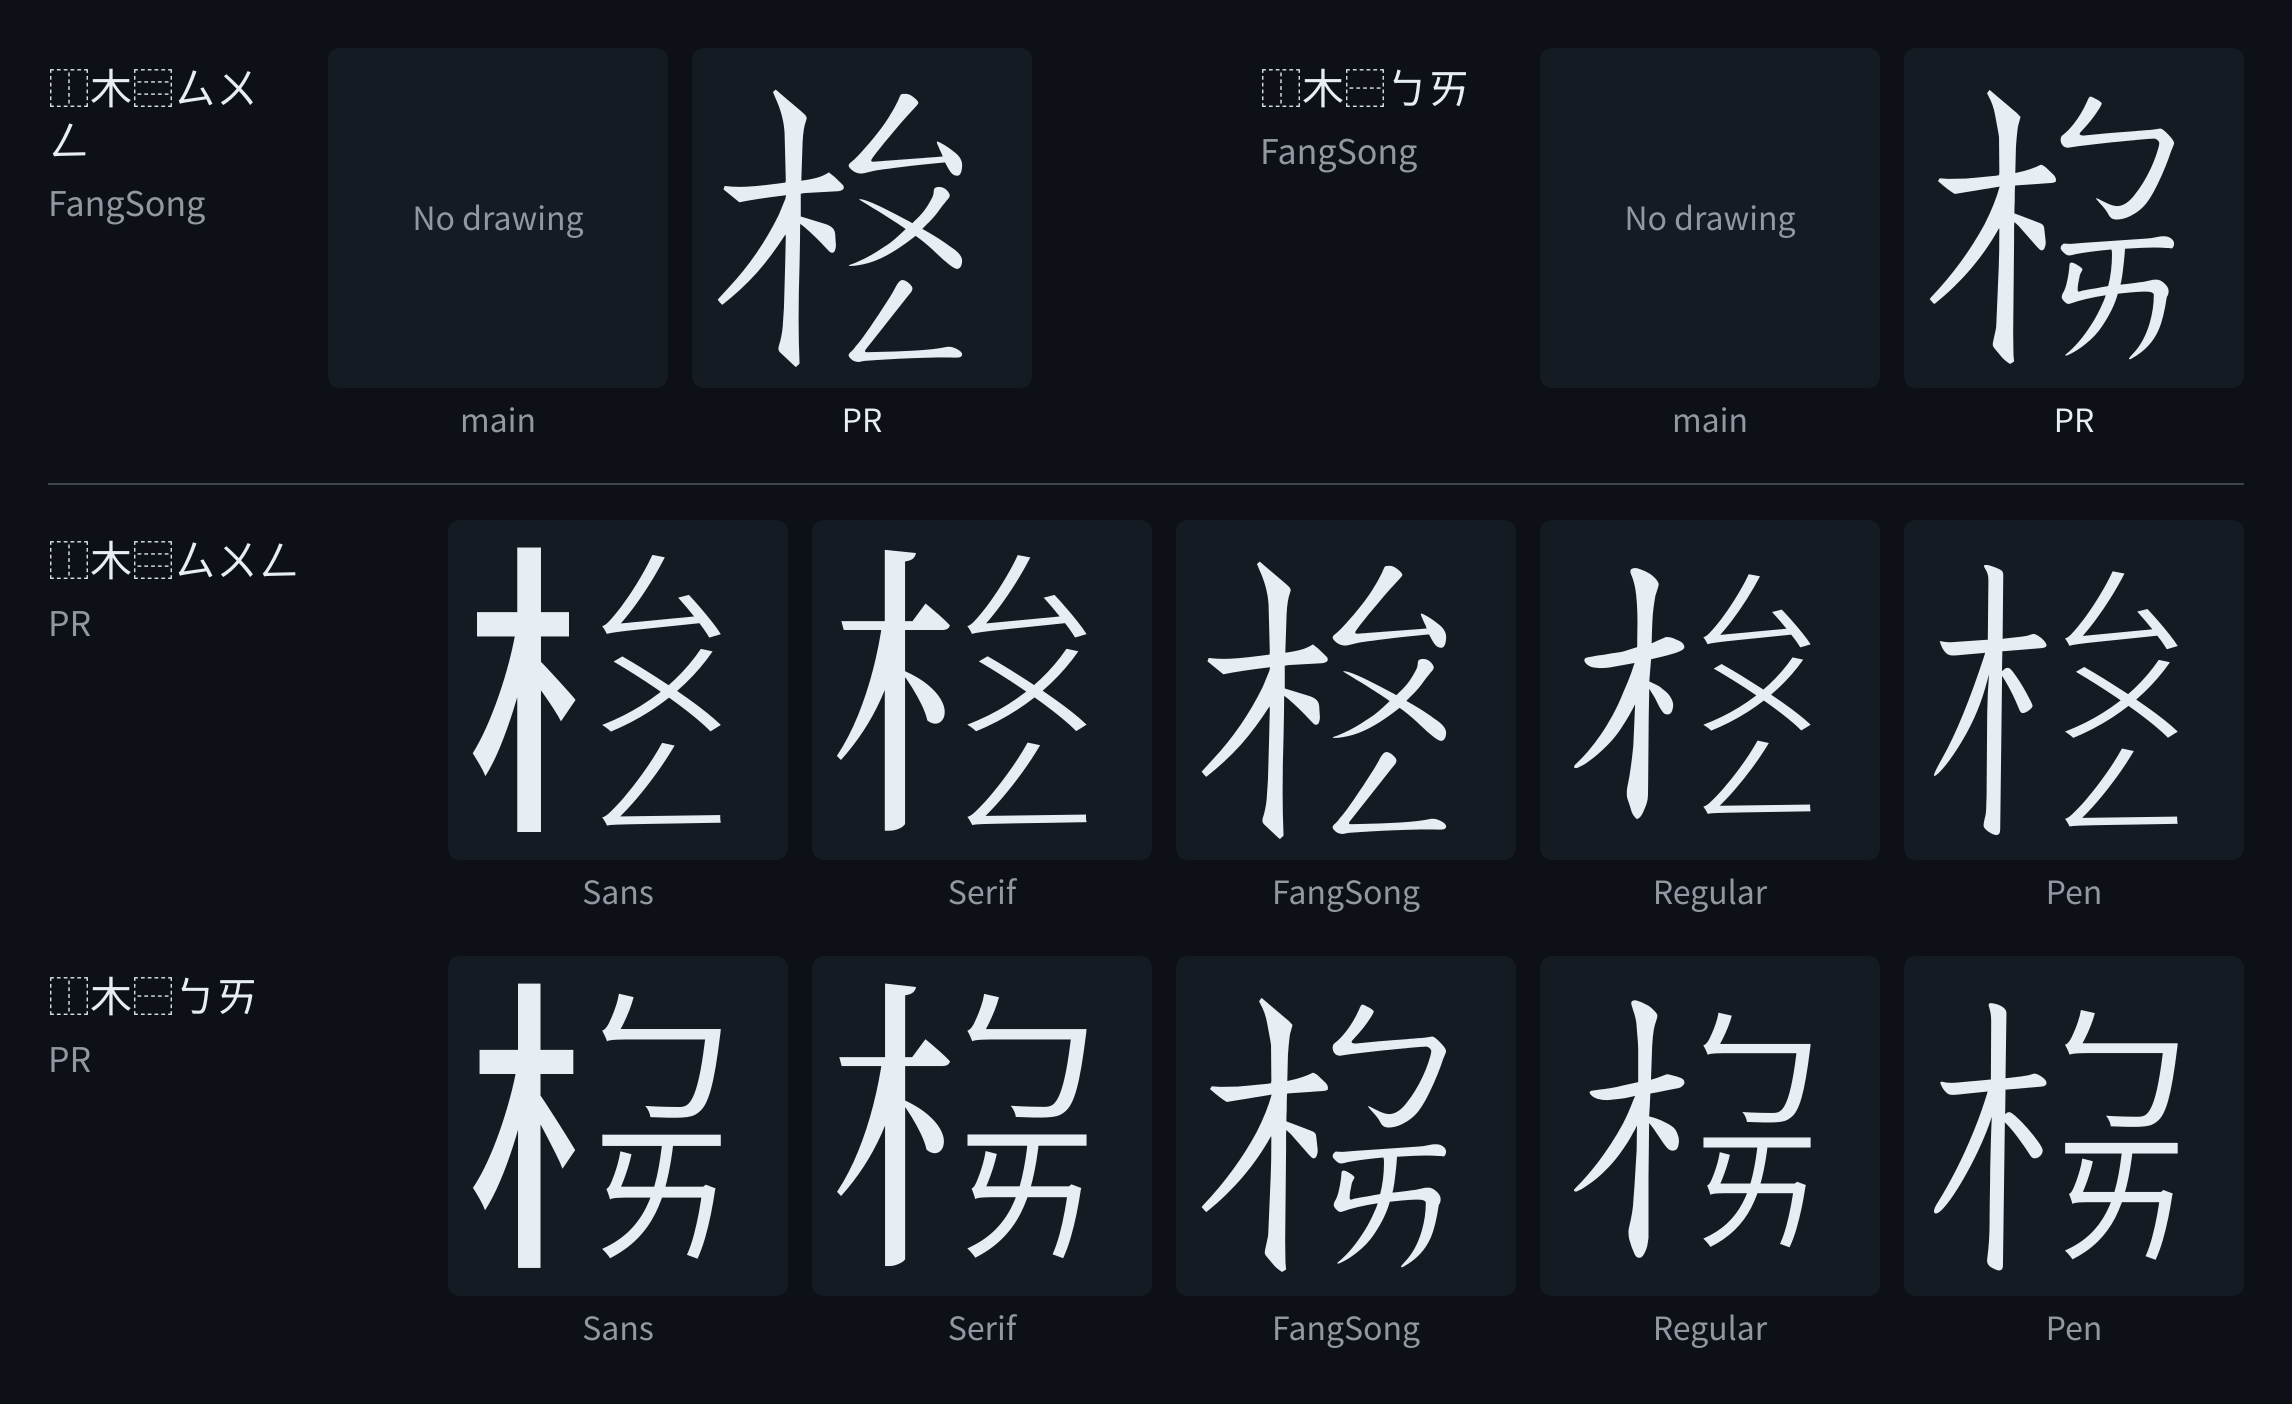 ⿰木⿳ㄙㄨ
ㄥ
FangSong
No drawing
main
PR
⿰木⿱ㄅㄞ
FangSong
No drawing
main
PR
⿰木⿳ㄙㄨㄥ
PR
Sans
Serif
FangSong
Regular
Pen
⿰木⿱ㄅㄞ
PR
Sans
Serif
FangSong
Regular
Pen